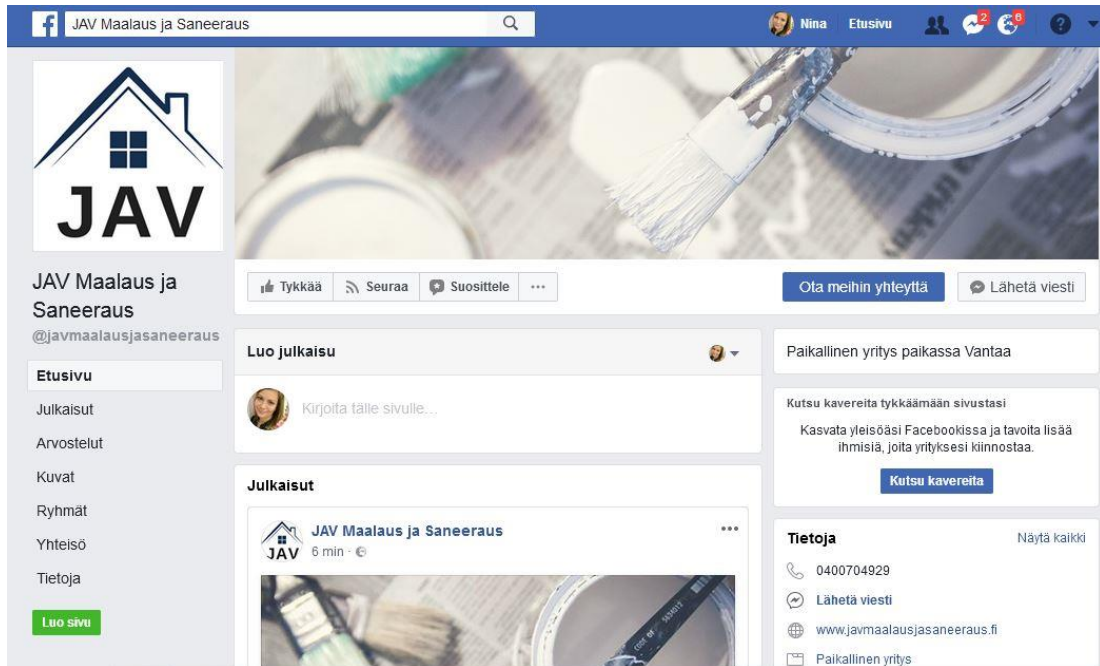 JAV Maalaus ja Saneeraus
Nina
Etusivu
2
6
?
JAV
JAV Maalaus ja
Saneeraus
@javmaalausjasaneeraus
Etusivu
Julkaisut
Arvostelut
Kuvat
Ryhmät
Yhteisö
Tietoja
Luo sivu
Tykkää
Seuraa
Suosittele
Ota meihin yhteyttä
Lähetä viesti
Luo julkaisu
Kirjoita tälle sivulle...
Julkaisut
JAV Maalaus ja Saneeraus
6 min ·
JAV
Paikallinen yritys paikassa Vantaa
Kutsu kavereita tykkäämään sivustasi
Kasvata yleisöäsi Facebookissa ja tavoita lisää
ihmisiä, joita yrityksesi kiinnostaa.
Kutsu kavereita
Tietoja
Näytä kaikki
0400704929
Lähetä viesti
www.javmaalausjasaneeraus.fi
Paikallinen yritys